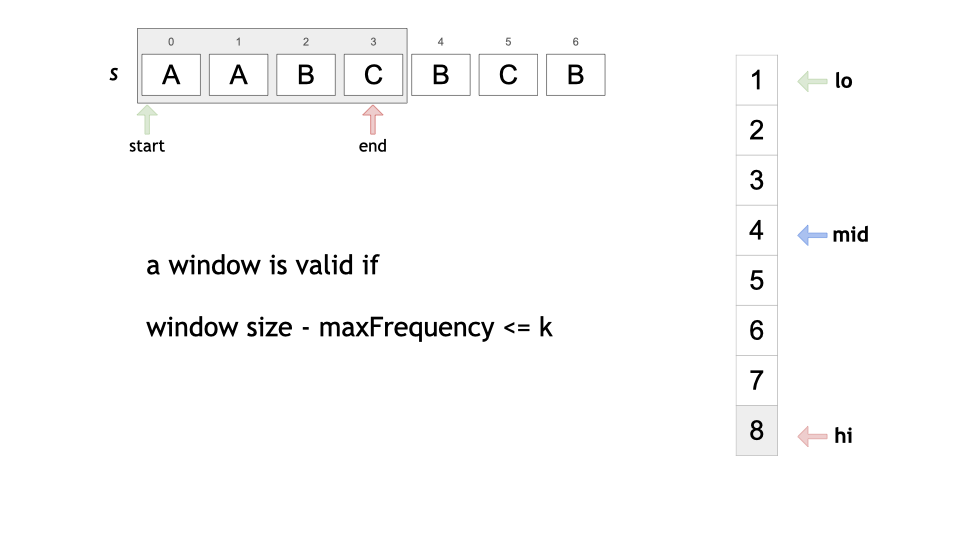 0 1 2 3 4 5 6
s A A B C B C B
start end
a window is valid if
window size - maxFrequency <= k
1 lo
2
3
4 mid
5
6
7
8 hi